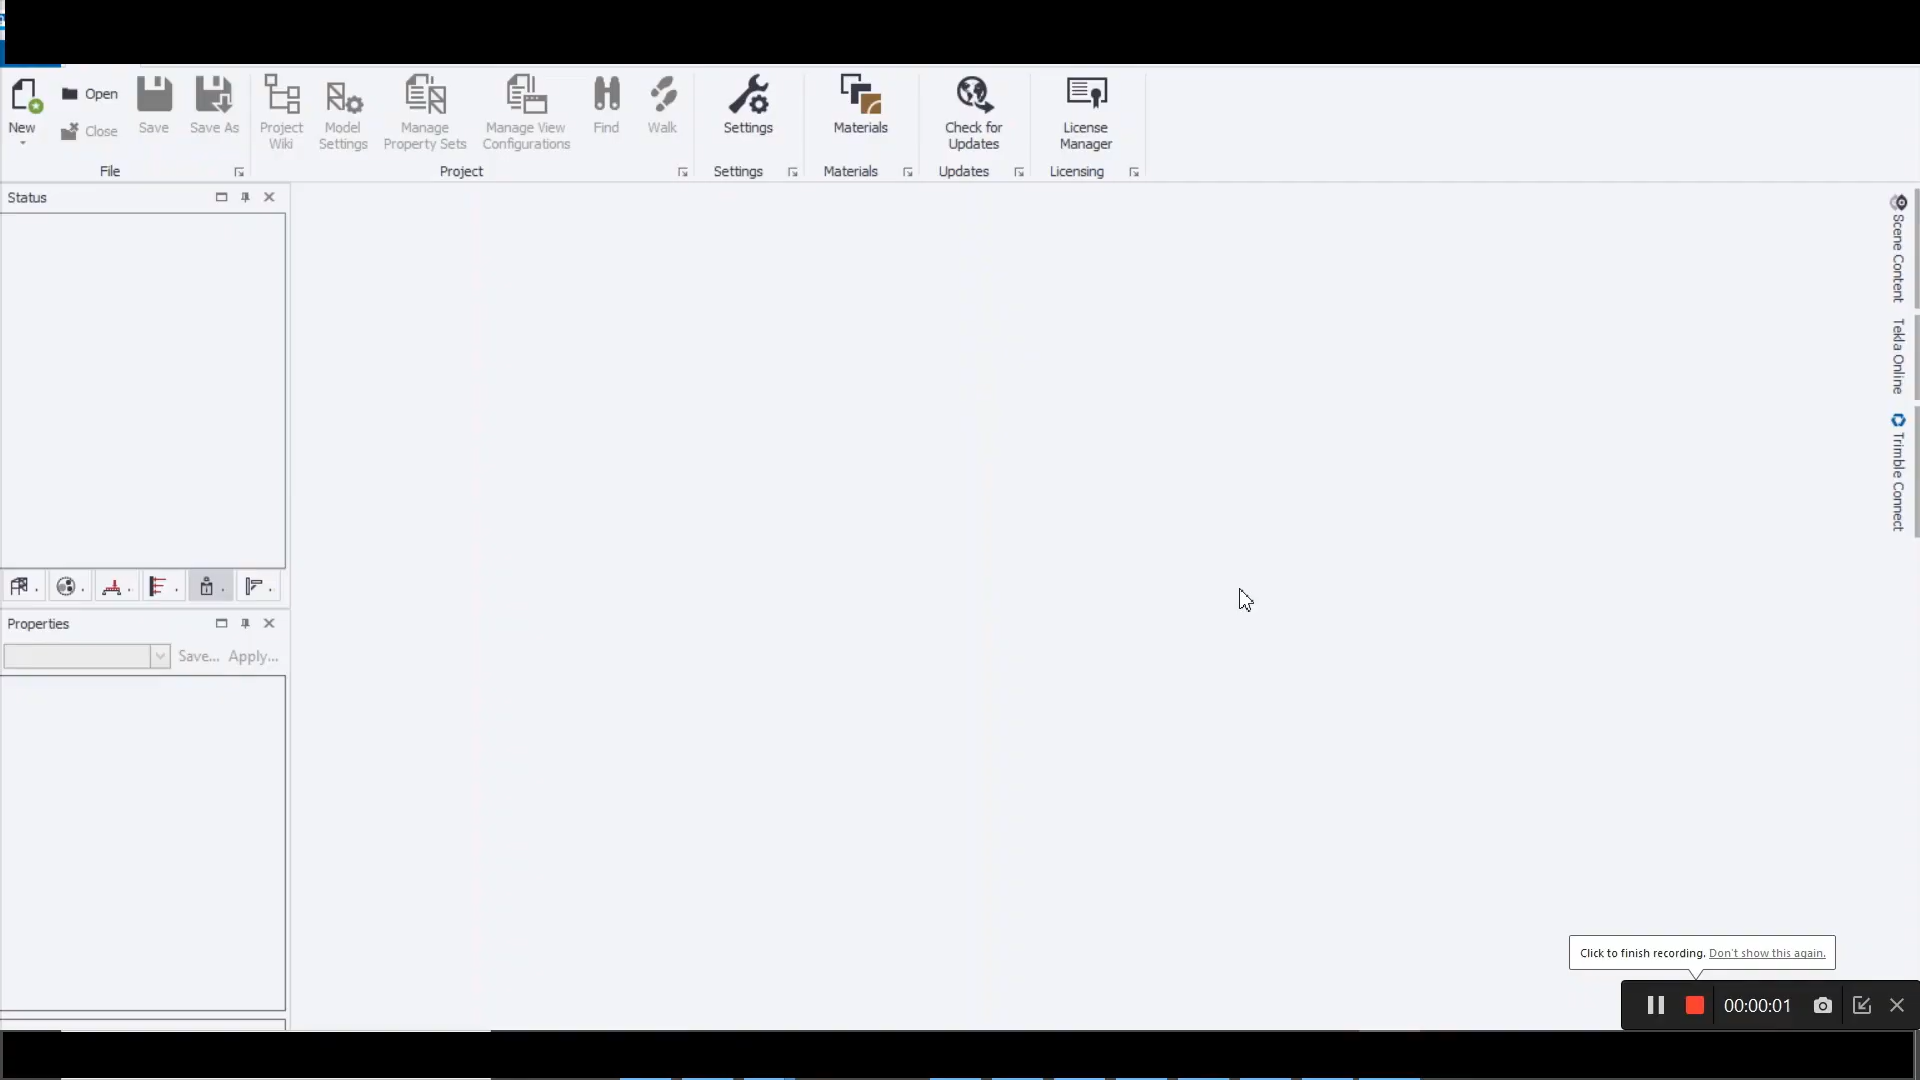 New
Open
Close
Save
Save As
File
Project
Wiki
Model
Settings
Manage
Property Sets
Manage View
Configurations
Find
Walk
Project
Settings
Settings
Materials
Materials
Check for
Updates
Updates
License
Manager
Licensing
Status
Scene Content
Tekla Online
Trimble Connect
Properties
Save... Apply...
Click to finish recording. Don't show this again.
00:00:01